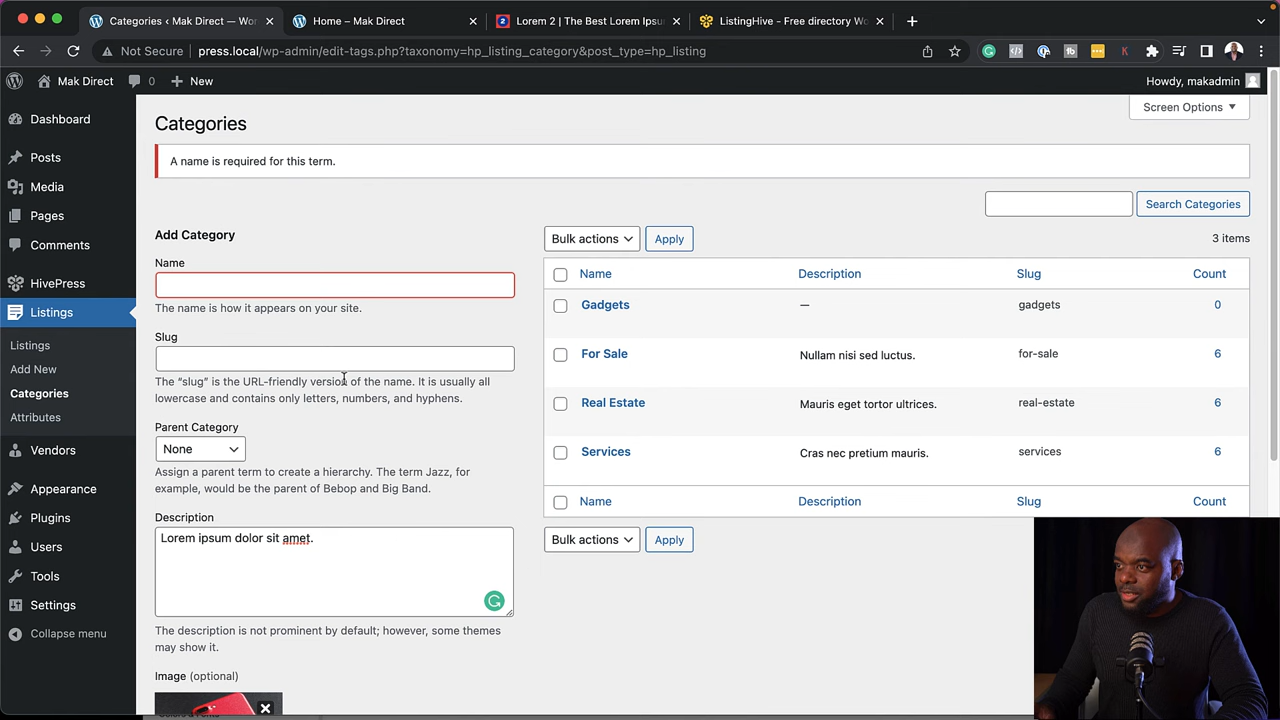 Categories ‹ Mak Direct — Wor
Home – Mak Direct
2
Lorem 2 | The Best Lorem Ipsu
ListingHive - Free directory Wo
Not Secure
press.local/wp-admin/edit-tags.php?taxonomy=hp_listing_category&post_type=hp_listing
Mak Direct
0
New
Howdy, makadmin
Dashboard
Posts
Media
Pages
Comments
HivePress
Listings
Listings
Add New
Categories
Attributes
Vendors
Appearance
Plugins
Users
Tools
Settings
Collapse menu
Screen Options
Categories
A name is required for this term.
Search Categories
Add Category
Name
The name is how it appears on your site.
Slug
The “slug” is the URL-friendly version of the name. It is usually all
lowercase and contains only letters, numbers, and hyphens.
Parent Category
None
Assign a parent term to create a hierarchy. The term Jazz, for
example, would be the parent of Bebop and Big Band.
Description
Lorem ipsum dolor sit amet.
The description is not prominent by default; however, some themes
may show it.
Image (optional)
Bulk actions Apply 3 items
Name Description Slug Count
Gadgets — gadgets 0
For Sale Nullam nisi sed luctus. for-sale 6
Real Estate Mauris eget tortor ultrices. real-estate 6
Services Cras nec pretium mauris. services 6
Name Description Slug Count
Bulk actions Apply